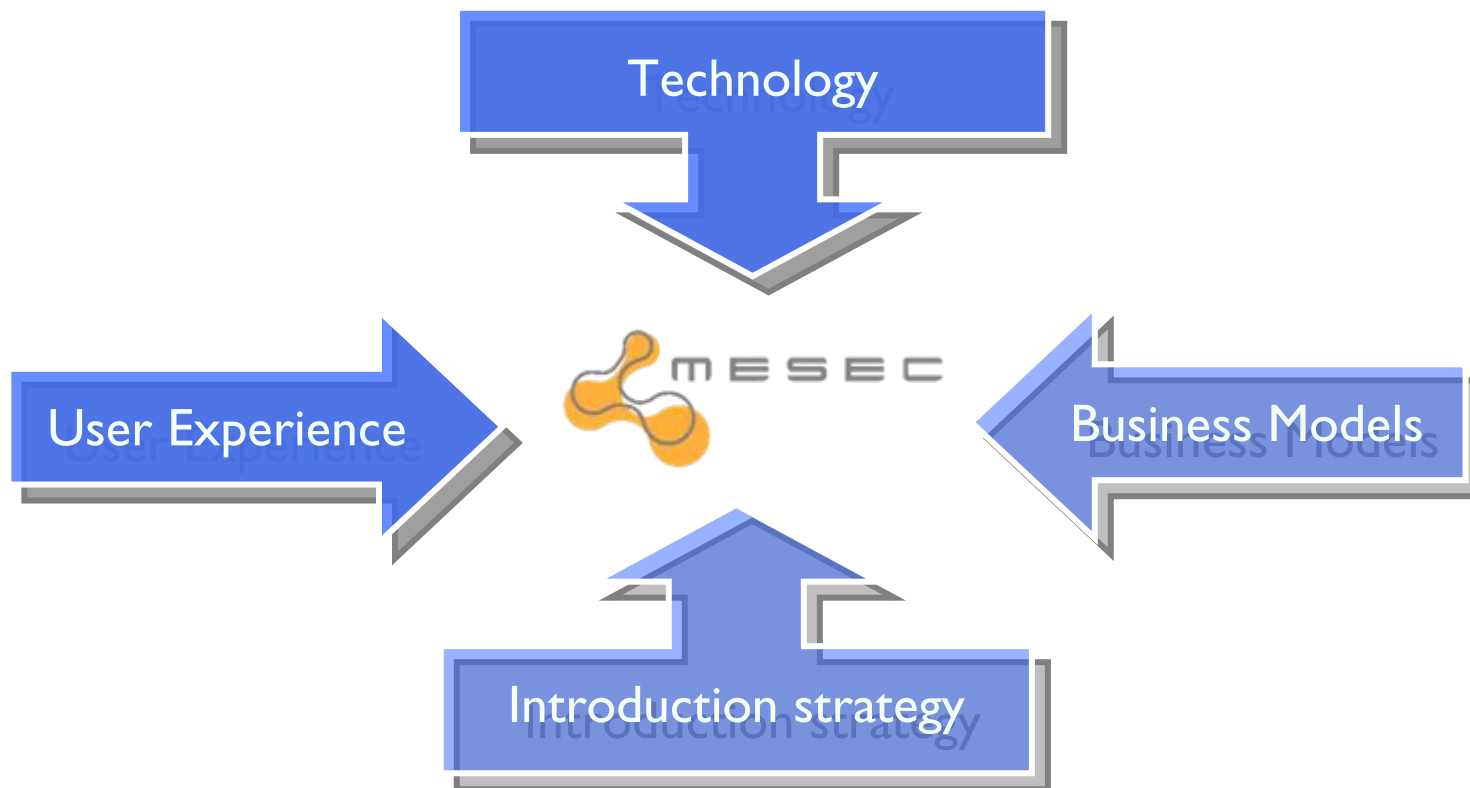 Technology
MESEC
User Experience
Business Models
Introduction strategy